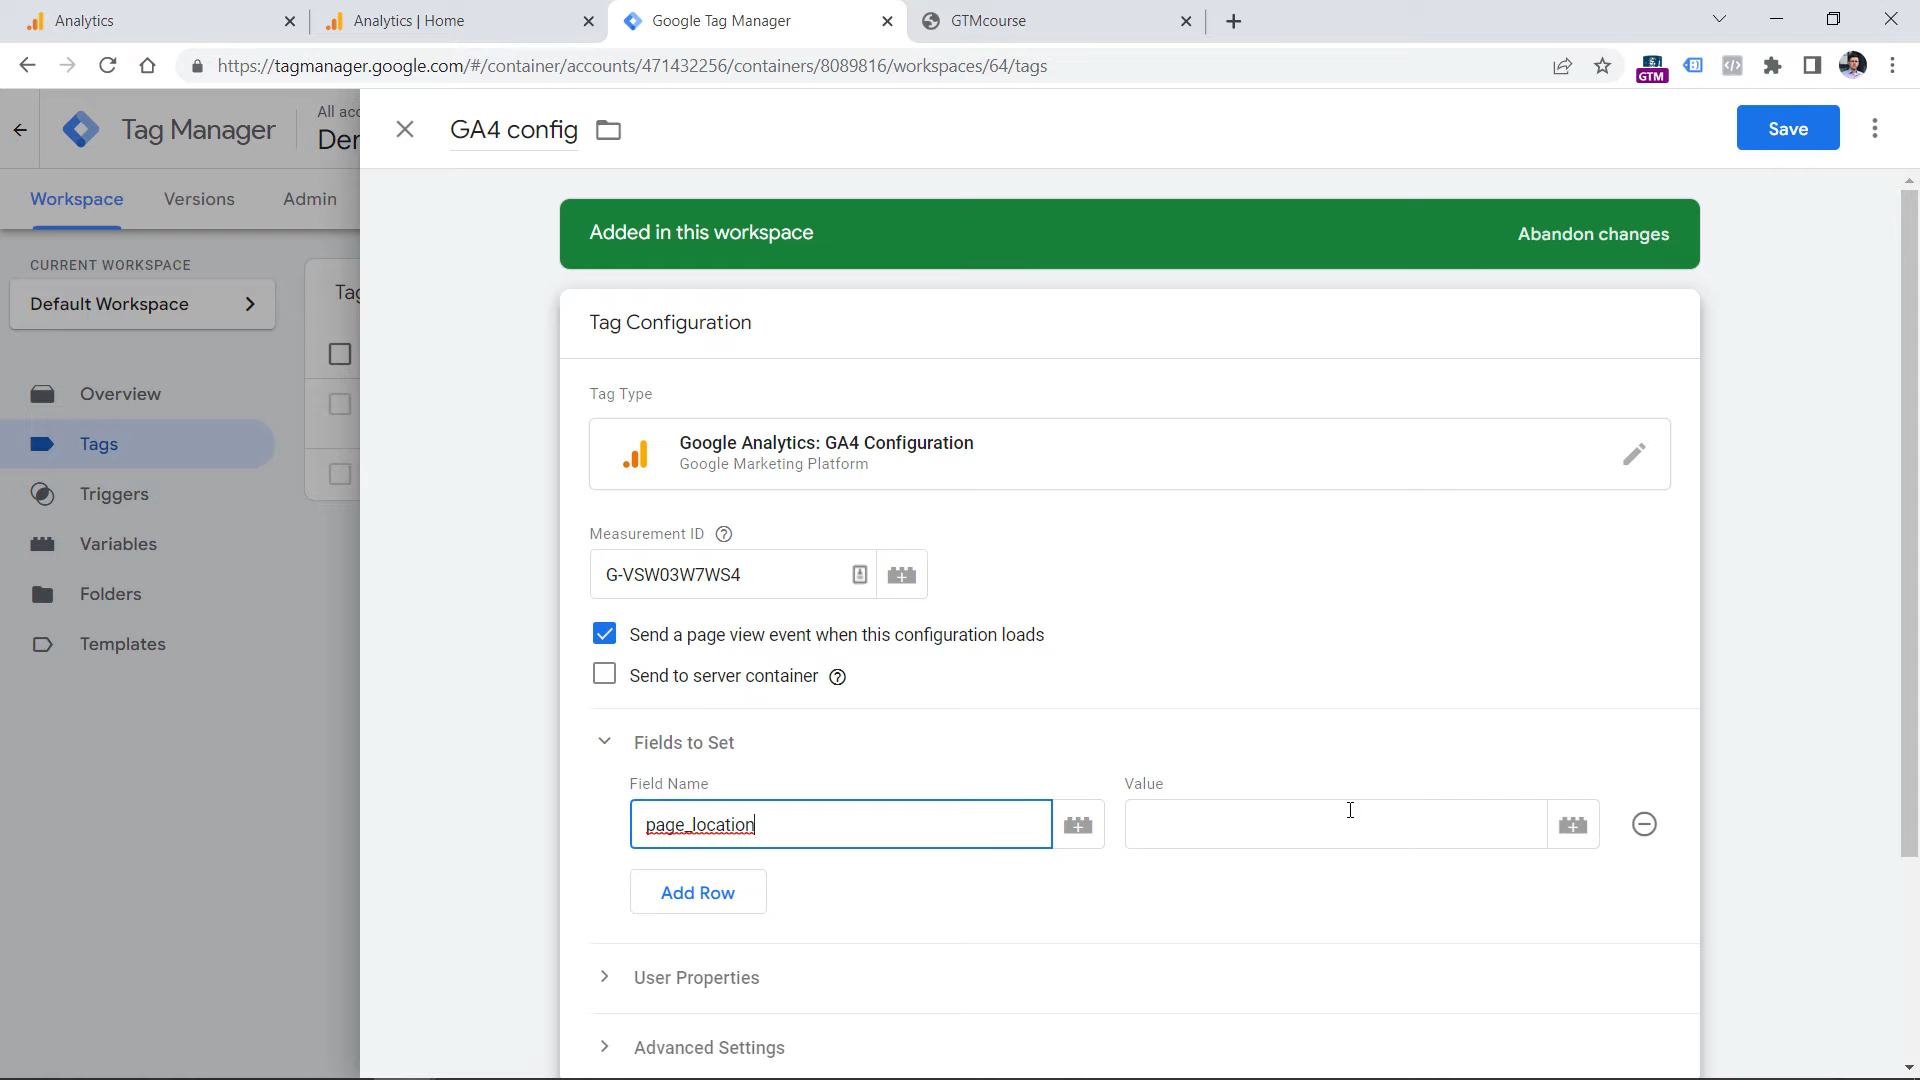 Analytics
Analytics | Home
Google Tag Manager
GTMcourse
https://tagmanager.google.com/#/container/accounts/471432256/containers/8089816/workspaces/64/tags
GTM
Tag Manager
All acc
Der
GA4 config
Save
Workspace
Versions
Admin
Added in this workspace
Abandon changes
CURRENT WORKSPACE
Default Workspace
Tag
Overview
Tags
Triggers
Variables
Folders
Templates
Tag Configuration
Tag Type
Google Analytics: GA4 Configuration
Google Marketing Platform
Measurement ID
G-VSW03W7WS4
Send a page view event when this configuration loads
Send to server container
Fields to Set
Field Name
Value
page_location
Add Row
User Properties
Advanced Settings